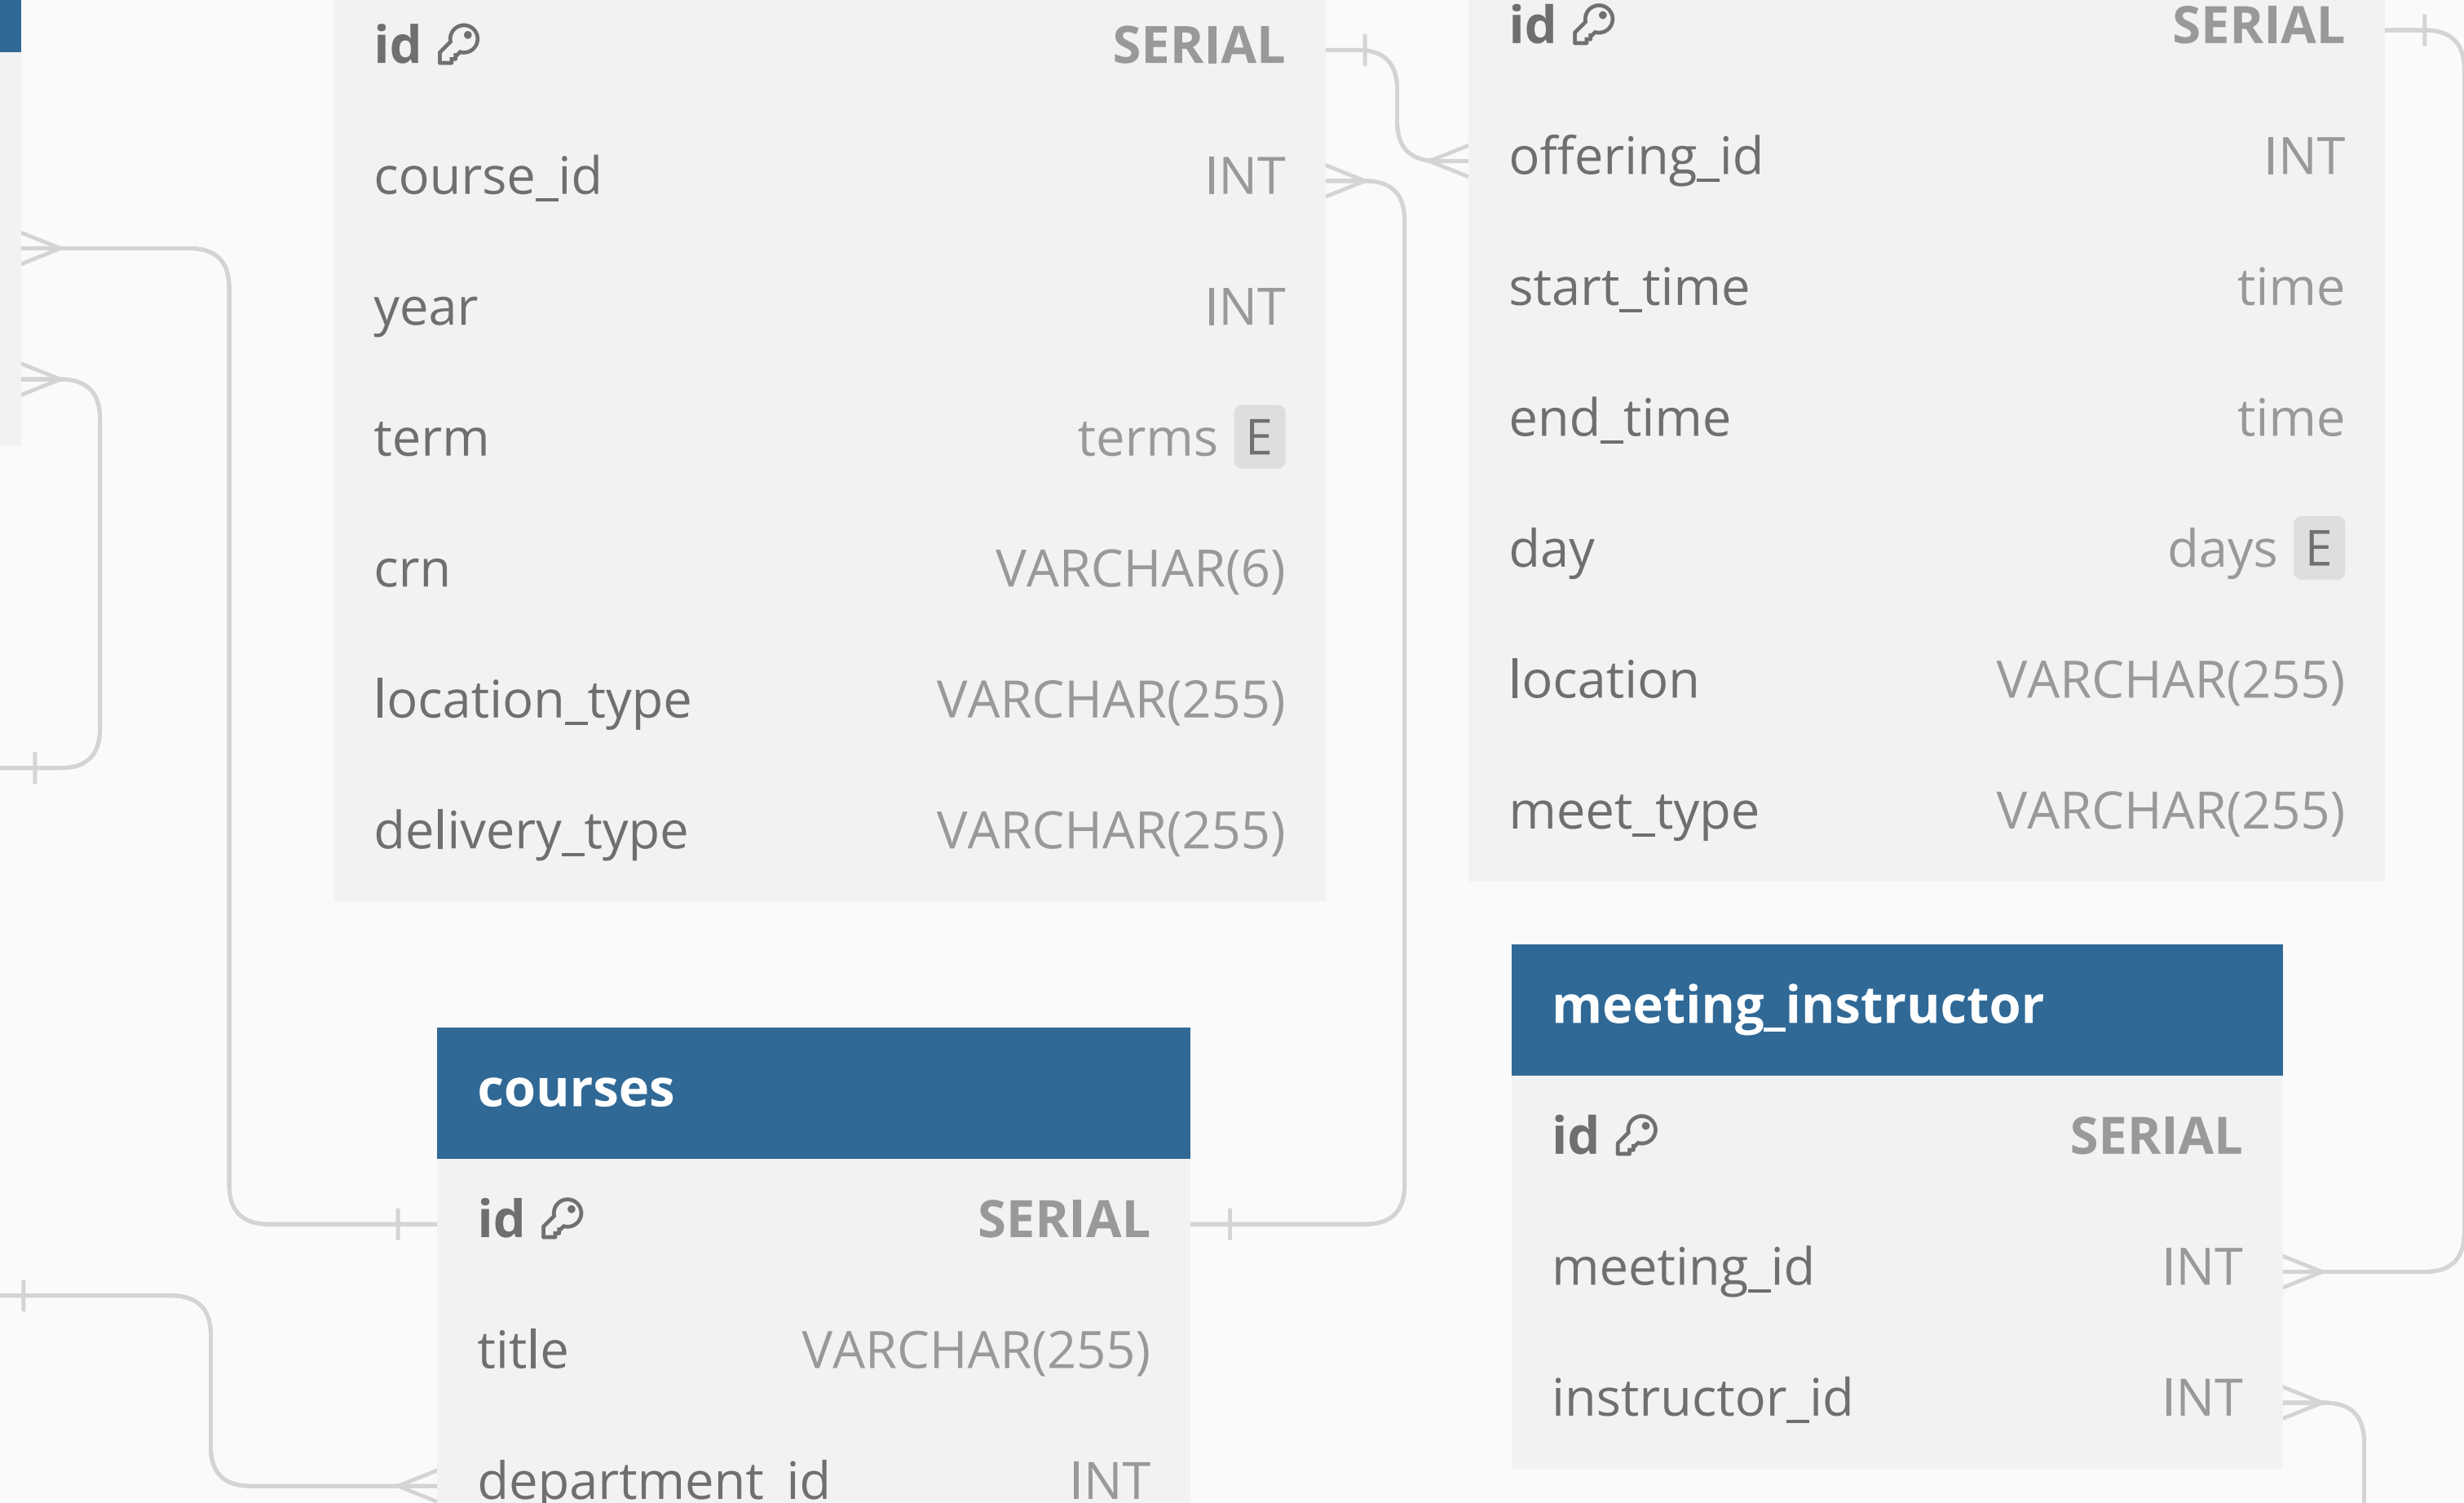 id SERIAL
course_id INT
year INT
term terms E
crn VARCHAR(6)
location_type VARCHAR(255)
delivery_type VARCHAR(255)
id SERIAL
offering_id INT
start_time time
end_time time
day days E
location VARCHAR(255)
meet_type VARCHAR(255)
courses
id SERIAL
title VARCHAR(255)
department_id INT
meeting_instructor
id SERIAL
meeting_id INT
instructor_id INT